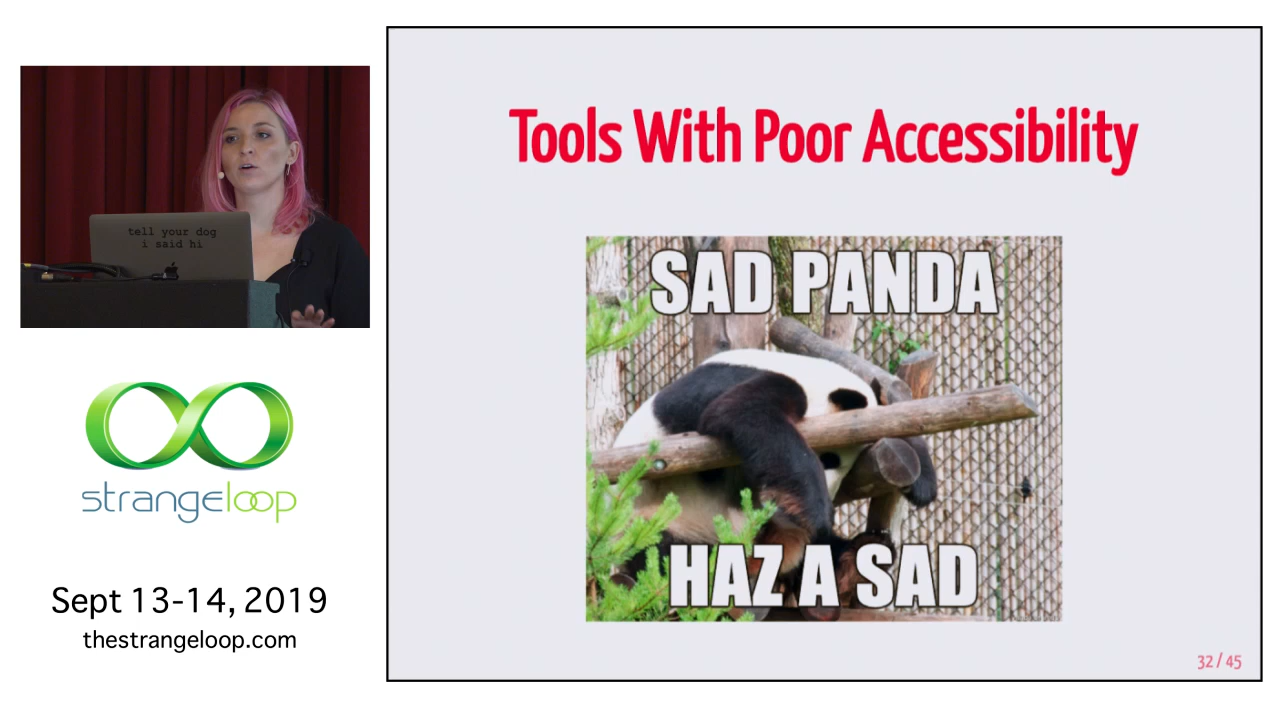 tell your dog
i said hi
strangeloop
Sept 13-14, 2019
thestrangeloop.com
Tools With Poor Accessibility
SAD PANDA
HAZ A SAD
32 / 45